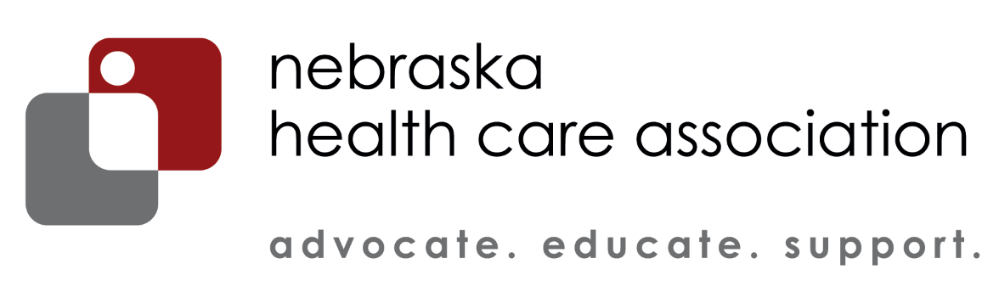 nebraska
health care association
advocate. educate. support.